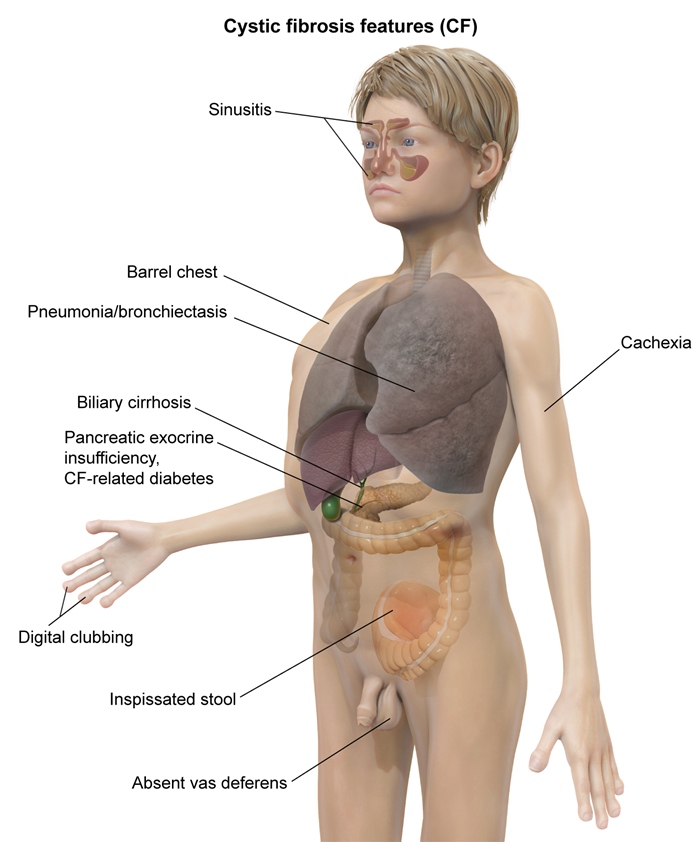 Cystic fibrosis features (CF)
Sinusitis
Barrel chest
Pneumonia/bronchiectasis
Cachexia
Biliary cirrhosis
Pancreatic exocrine
insufficiency,
CF-related diabetes
Digital clubbing
Inspissated stool
Absent vas deferens